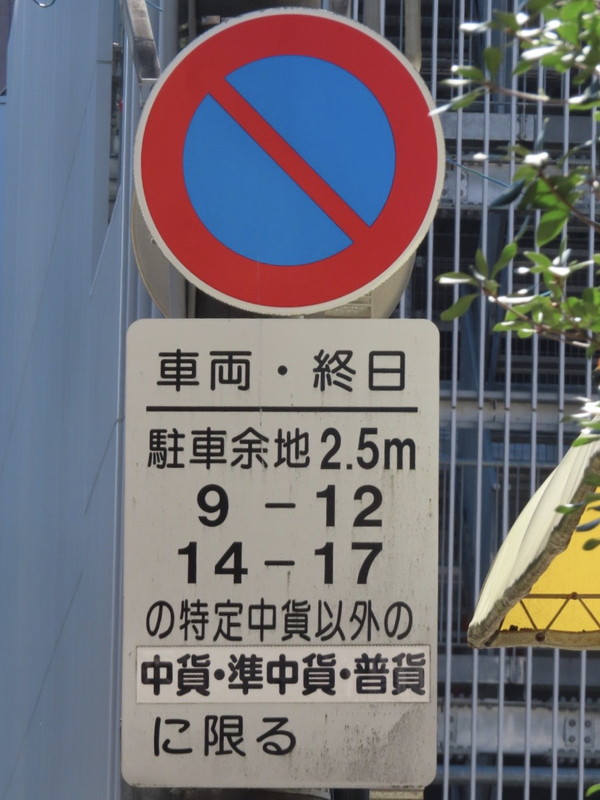 車両・終日
駐車余地2.5m
9-12
14-17
の特定中貨以外の
中貨・準中貨・普貨
に限る